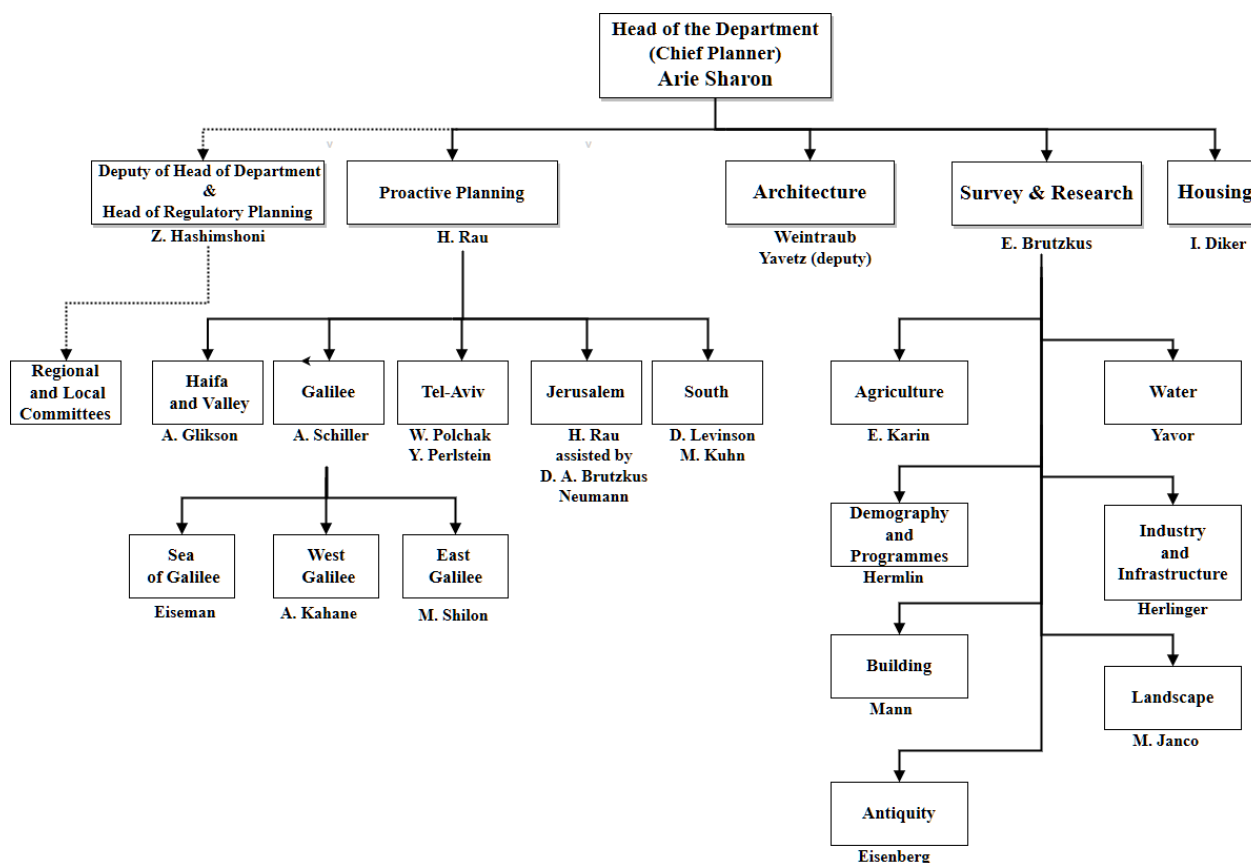 Head of the Department
(Chief Planner)
Arie Sharon
v
v
Deputy of Head of Department
&
Head of Regulatory Planning
Z. Hashimshoni
Proactive Planning
H. Rau
Architecture
Weintraub
Yavetz (deputy)
Survey & Research
E. Brutzkus
Housing
I. Diker
Regional
and Local
Committees
Haifa
and Valley
A. Glikson
Galilee
A. Schiller
Tel-Aviv
W. Polchak
Y. Perlstein
Jerusalem
H. Rau
assisted by
D. A. Brutzkus
Neumann
South
D. Levinson
M. Kuhn
Sea
of Galilee
Eiseman
West
Galilee
A. Kahane
East
Galilee
M. Shilon
Agriculture
E. Karin
Water
Yavor
Demography
and
Programmes
Hermlin
Industry
and
Infrastructure
Herlinger
Building
Mann
Landscape
M. Janco
Antiquity
Eisenberg